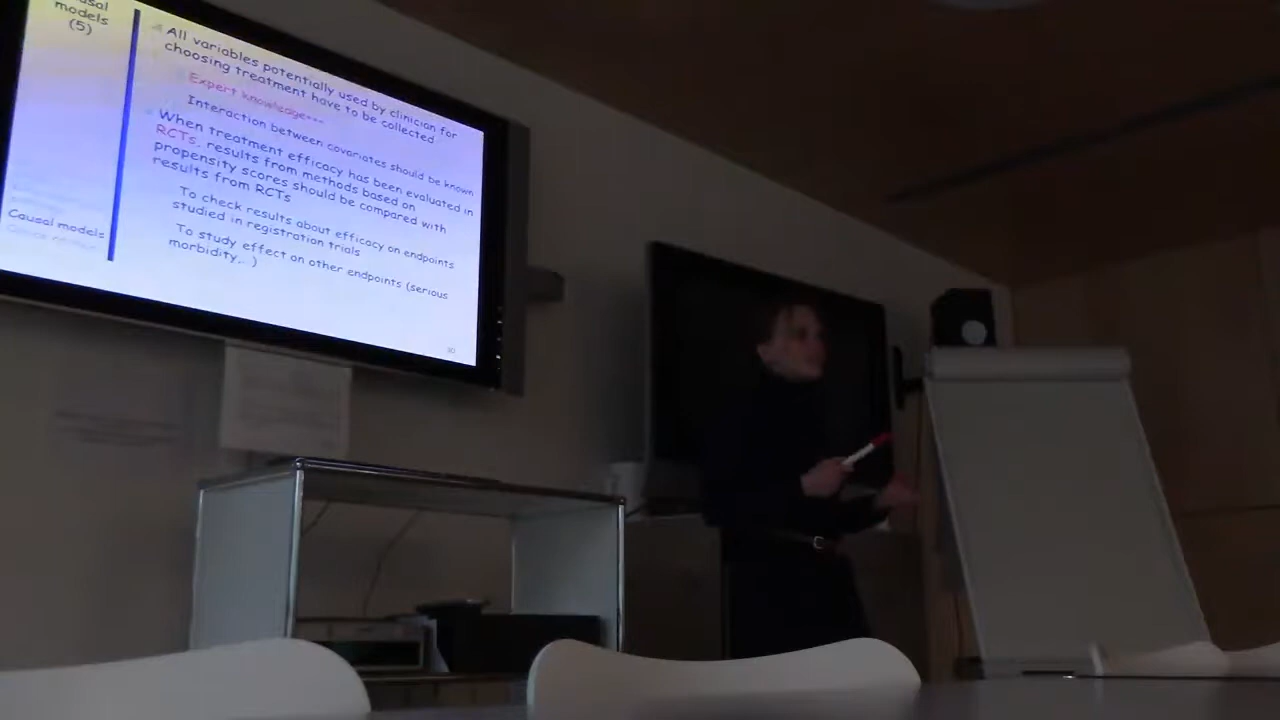 models
(5)
All variables potentially used by clinician for
choosing treatment have to be collected
Expert knowledge...
Interaction between covariates should be known
When treatment efficacy has been evaluated in
RCTs, results from methods based on
propensity scores should be compared with
results from RCTs
To check results about efficacy on endpoints
studied in registration trials
To study effect on other endpoints (serious
morbidity,..)
Causal models
30